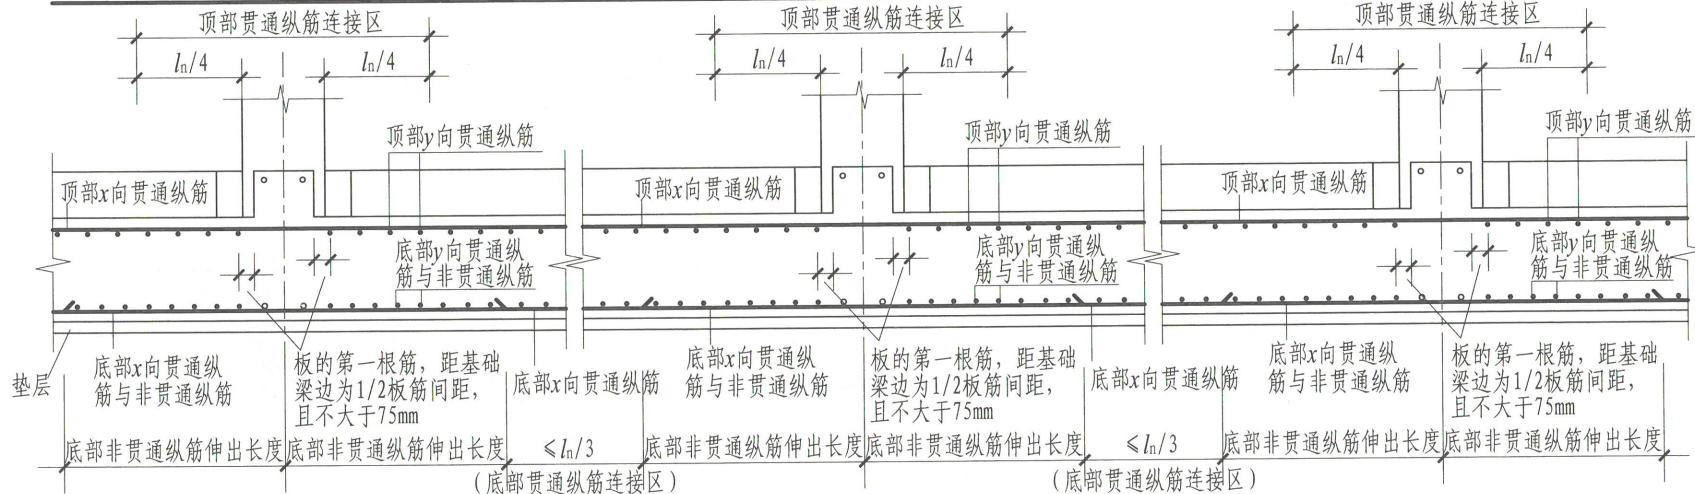 顶部贯通纵筋连接区
顶部贯通纵筋连接区
顶部贯通纵筋连接区
ln/4
ln/4
ln/4
ln/4
ln/4
ln/4
顶部y向贯通纵筋
顶部y向贯通纵筋
顶部y向贯通纵筋
顶部x向贯通纵筋
顶部x向贯通纵筋
顶部x向贯通纵筋
底部y向贯通纵
筋与非贯通纵筋
底部y向贯通纵
筋与非贯通纵筋
底部y向贯通纵
筋与非贯通纵筋
垫层
底部x向贯通纵
筋与非贯通纵筋
板的第一根筋，距基础
梁边为1/2板筋间距，
且不大于75mm
底部x向贯通纵筋
底部x向贯通纵
筋与非贯通纵筋
板的第一根筋，距基础
梁边为1/2板筋间距，
且不大于75mm
底部x向贯通纵筋
底部x向贯通纵
筋与非贯通纵筋
板的第一根筋，距基础
梁边为1/2板筋间距，
且不大于75mm
底部非贯通纵筋伸出长度
底部非贯通纵筋伸出长度
≤ln/3
底部非贯通纵筋伸出长度
底部非贯通纵筋伸出长度
≤ln/3
底部非贯通纵筋伸出长度
底部非贯通纵筋伸出长度
（底部贯通纵筋连接区）
（底部贯通纵筋连接区）